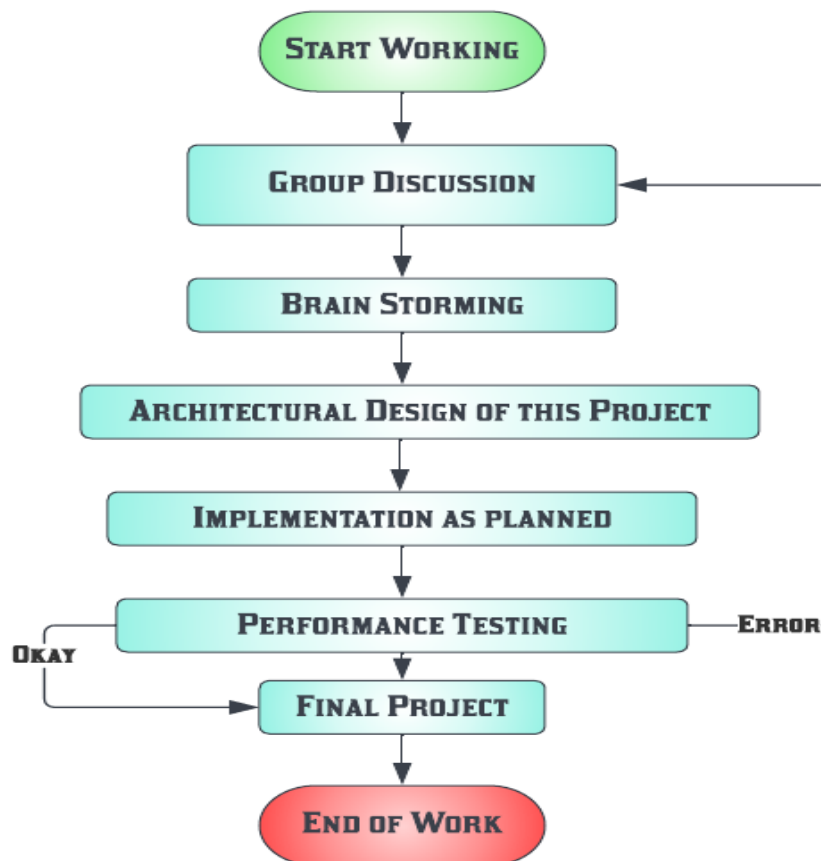 Start Working
Group Discussion
Brain Storming
Architectural Design of this Project
Implementation as planned
Performance Testing
Error
Okay
Final Project
End of Work